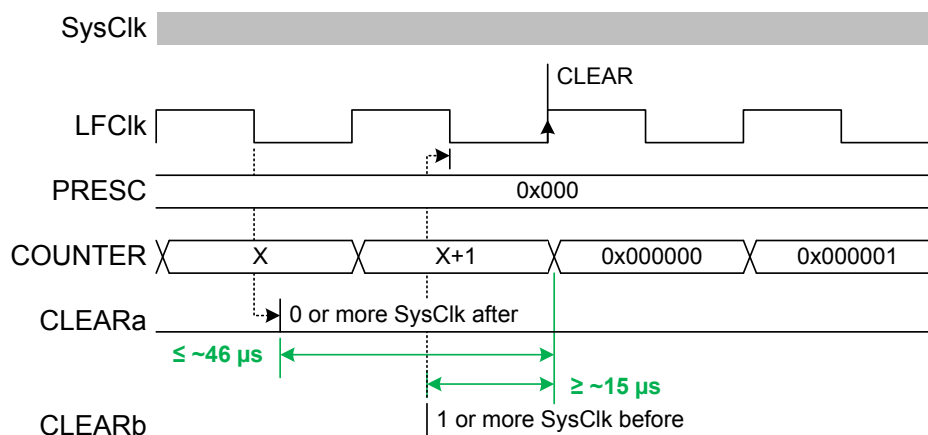 SysClk
CLEAR
LFClk
PRESC
0x000
COUNTER
X
X+1
0x000000
0x000001
CLEARa
0 or more SysClk after
≤ ~46 µs
≥ ~15 µs
CLEARb
1 or more SysClk before